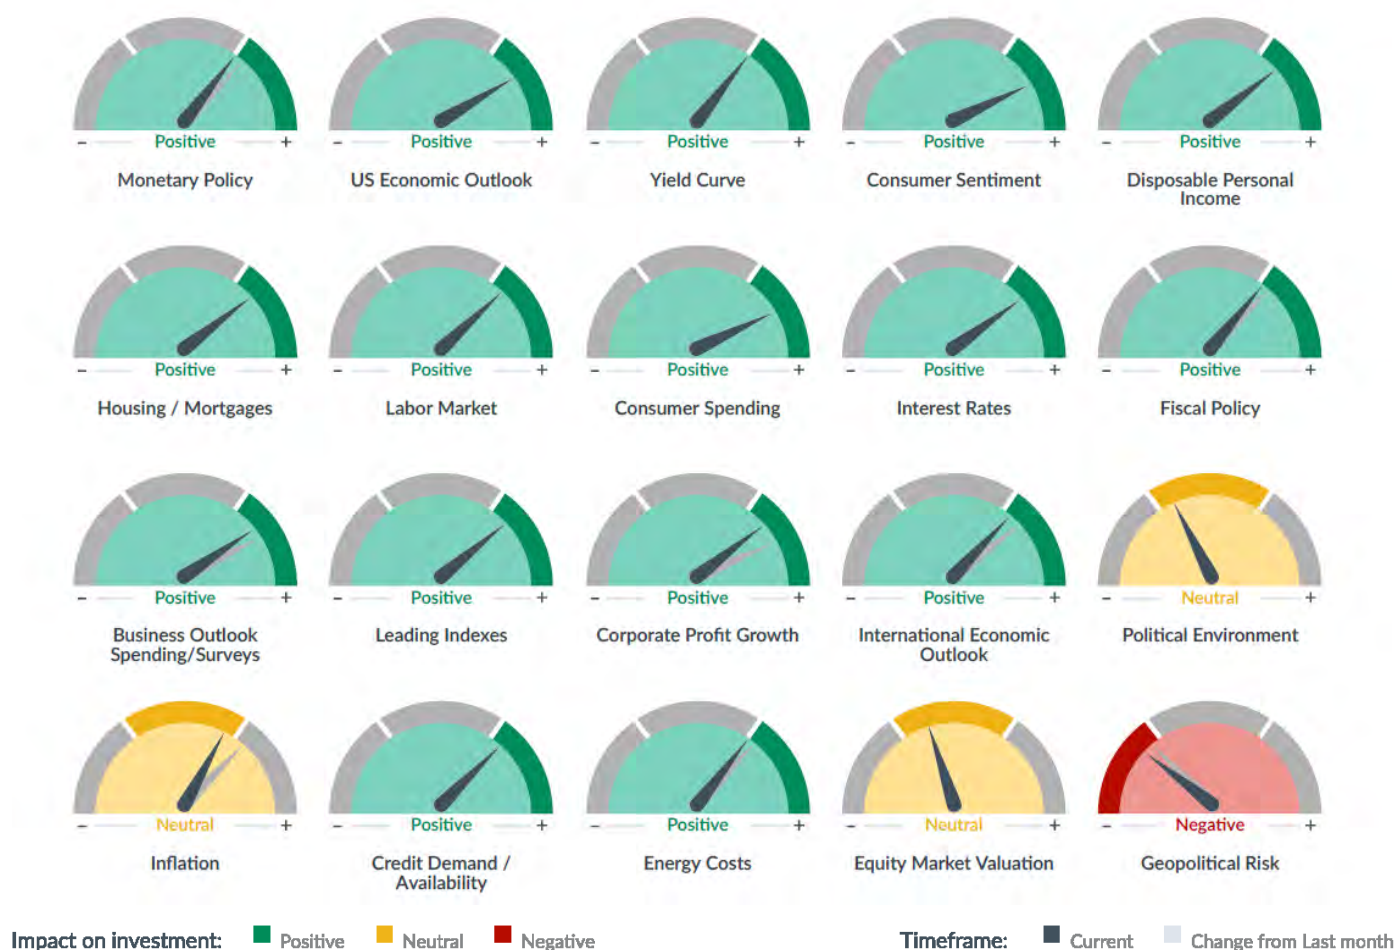 - Positive + - Positive + - Positive + - Positive + - Positive +
Monetary Policy US Economic Outlook Yield Curve Consumer Sentiment Disposable Personal
Income
- Positive + - Positive + - Positive + - Positive + - Positive +
Housing / Mortgages Labor Market Consumer Spending Interest Rates Fiscal Policy
- Positive + - Positive + - Positive + - Positive + - Neutral +
Business Outlook Leading Indexes Corporate Profit Growth International Economic Political Environment
Spending/Surveys Outlook
- Neutral + - Positive + - Positive + - Neutral + - Negative +
Inflation Credit Demand / Energy Costs Equity Market Valuation Geopolitical Risk
Availability
Impact on investment: Positive Neutral Negative Timeframe: Current Change from Last month